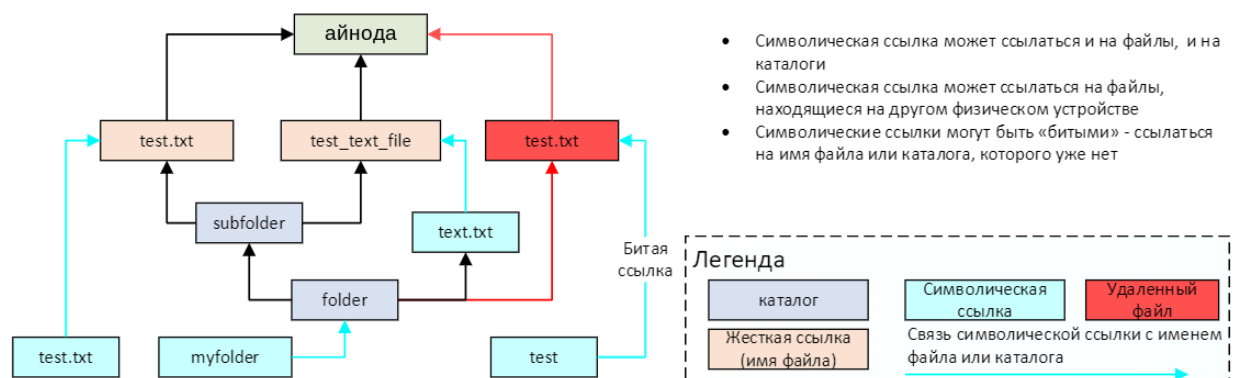 айнода
test.txt
test_text_file
test.txt
subfolder
text.txt
Битая
ссылка
folder
test.txt
myfolder
test
• Символическая ссылка может ссылаться и на файлы, и на
каталоги
• Символическая ссылка может ссылаться на файлы,
находящиеся на другом физическом устройстве
• Символические ссылки могут быть «битыми» - ссылаться
на имя файла или каталога, которого уже нет
Легенда
каталог
Символическая
ссылка
Удаленный
файл
Жесткая ссылка
(имя файла)
Связь символической ссылки с именем
файла или каталога